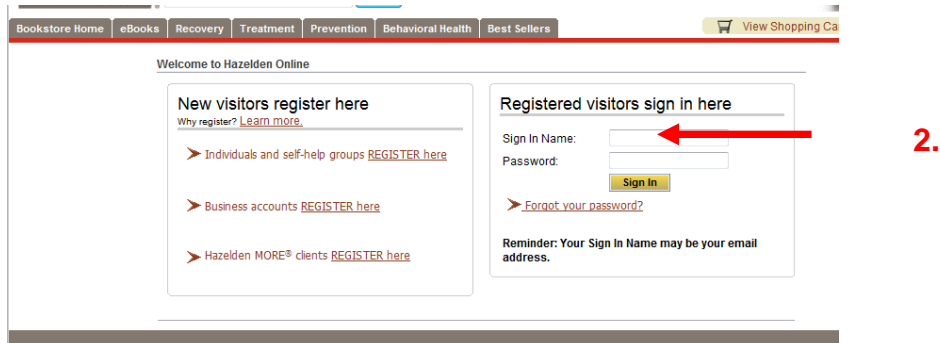 Bookstore Home eBooks Recovery Treatment Prevention Behavioral Health Best Sellers View Shopping Ca
Welcome to Hazelden Online
New visitors register here
Why register? Learn more.
Individuals and self-help groups REGISTER here
Business accounts REGISTER here
Hazelden MORE® clients REGISTER here
Registered visitors sign in here
Sign In Name:
Password:
Sign In
Forgot your password?
Reminder: Your Sign In Name may be your email
address.
2.